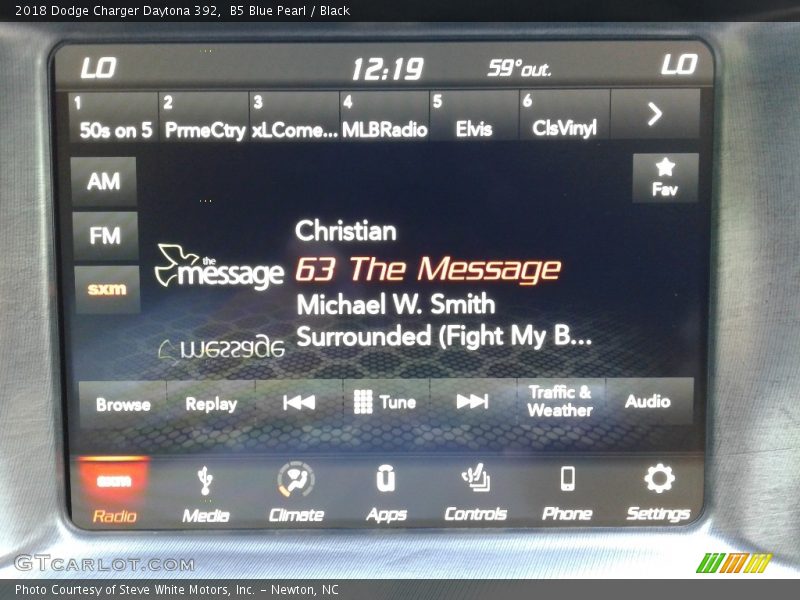 2018 Dodge Charger Daytona 392,  B5 Blue Pearl / Black
LO 12:19 59°out. LO
1 2 3 4 5 6
50s on 5 PrmeCtry xLCome... MLBRadio Elvis ClsVinyl
AM
Fav
FM
sxm
Christian
the message
63 The Message
Michael W. Smith
Surrounded (Fight My B...
message
Browse Replay Tune Traffic & Weather Audio
sxm
Radio Media Climate Apps Controls Phone Settings
GTCARLOT.COM
Photo Courtesy of Steve White Motors, Inc. – Newton, NC